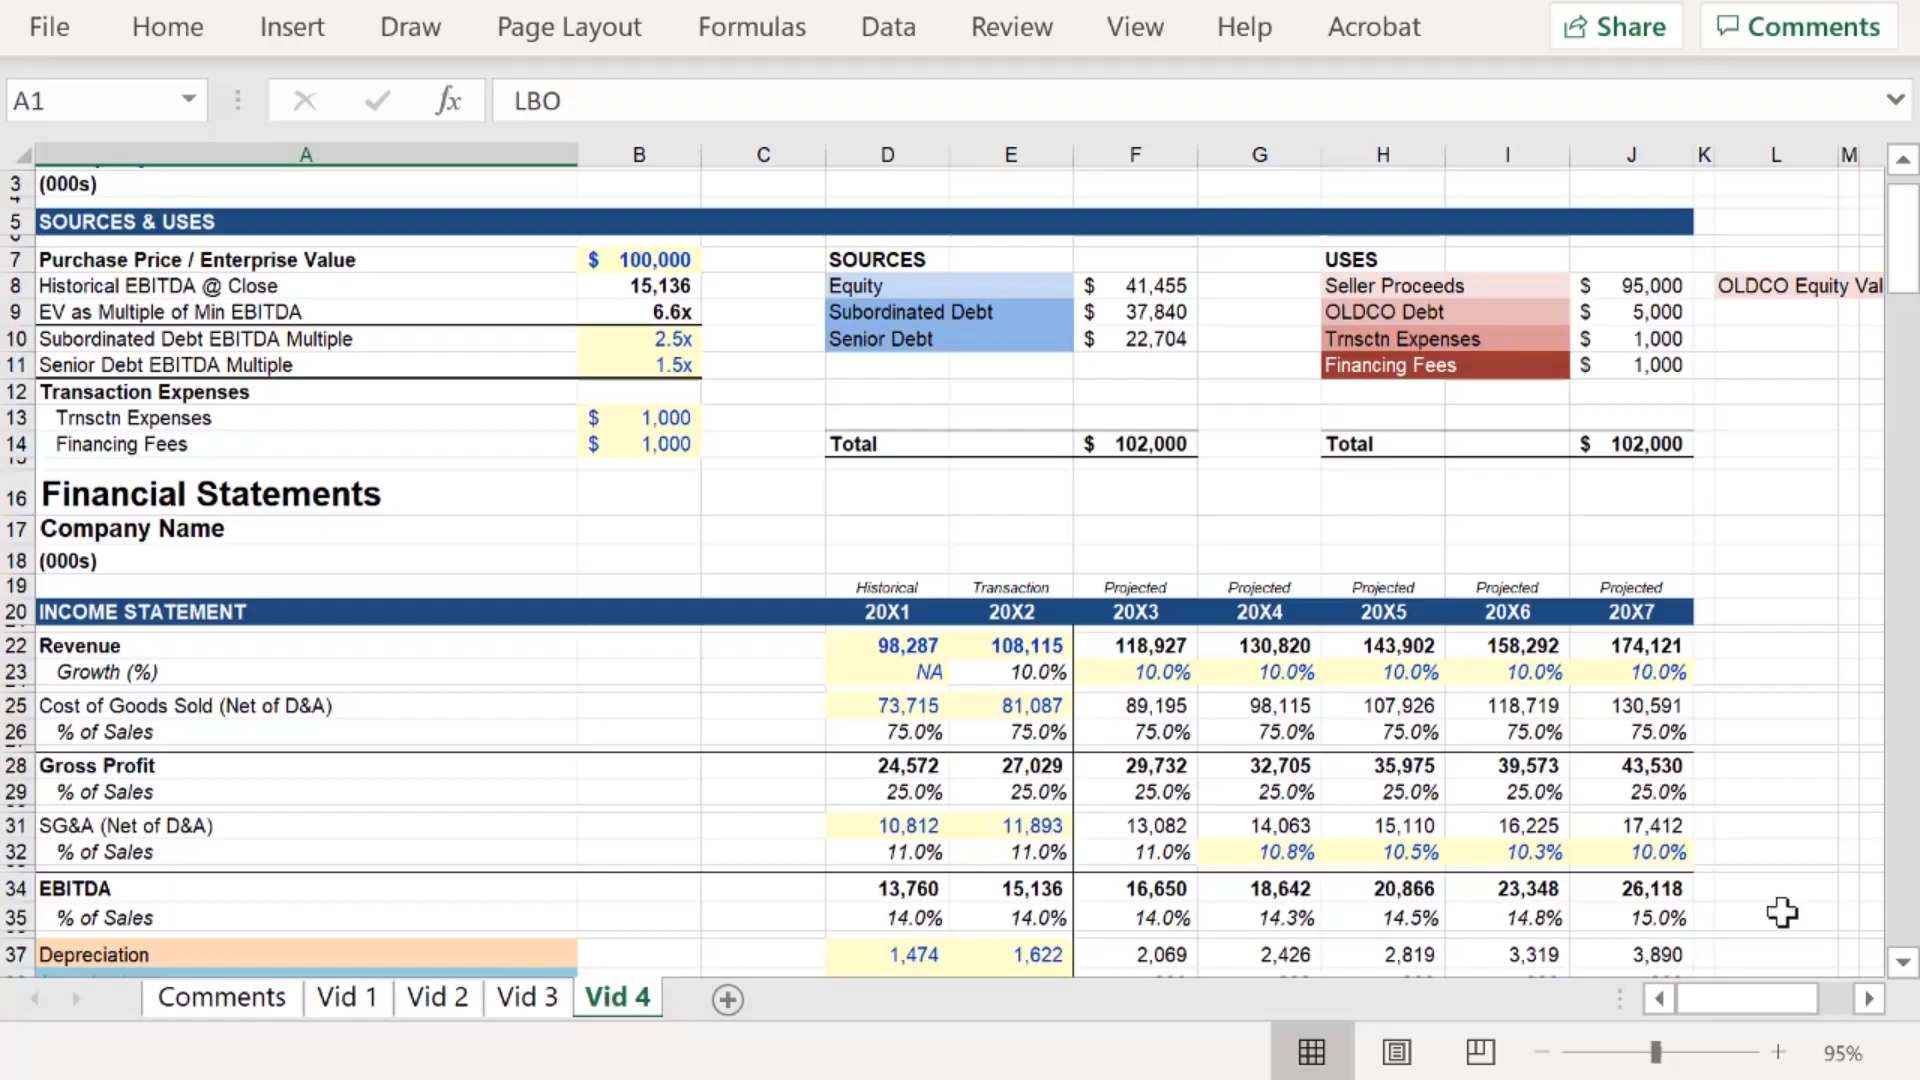 File Home Insert Draw Page Layout Formulas Data Review View Help Acrobat Share Comments
A1 fx LBO
A B C D E F G H I J K L M
3 (000s)
5 SOURCES & USES
7 Purchase Price / Enterprise Value $ 100,000 SOURCES USES
8 Historical EBITDA @ Close 15,136 Equity $ 41,455 Seller Proceeds $ 95,000 OLDCO Equity Val
9 EV as Multiple of Min EBITDA 6.6x Subordinated Debt $ 37,840 OLDCO Debt $ 5,000
10 Subordinated Debt EBITDA Multiple 2.5x Senior Debt $ 22,704 Trnsctn Expenses $ 1,000
11 Senior Debt EBITDA Multiple 1.5x Financing Fees $ 1,000
12 Transaction Expenses
13 Trnsctn Expenses $ 1,000
14 Financing Fees $ 1,000 Total $ 102,000 Total $ 102,000
16 Financial Statements
17 Company Name
18 (000s)
19 Historical Transaction Projected Projected Projected Projected Projected
20 INCOME STATEMENT 20X1 20X2 20X3 20X4 20X5 20X6 20X7
22 Revenue 98,287 108,115 118,927 130,820 143,902 158,292 174,121
23 Growth (%) NA 10.0% 10.0% 10.0% 10.0% 10.0% 10.0%
25 Cost of Goods Sold (Net of D&A) 73,715 81,087 89,195 98,115 107,926 118,719 130,591
26 % of Sales 75.0% 75.0% 75.0% 75.0% 75.0% 75.0% 75.0%
28 Gross Profit 24,572 27,029 29,732 32,705 35,975 39,573 43,530
29 % of Sales 25.0% 25.0% 25.0% 25.0% 25.0% 25.0% 25.0%
31 SG&A (Net of D&A) 10,812 11,893 13,082 14,063 15,110 16,225 17,412
32 % of Sales 11.0% 11.0% 11.0% 10.8% 10.5% 10.3% 10.0%
34 EBITDA 13,760 15,136 16,650 18,642 20,866 23,348 26,118
35 % of Sales 14.0% 14.0% 14.0% 14.3% 14.5% 14.8% 15.0%
37 Depreciation 1,474 1,622 2,069 2,426 2,819 3,319 3,890
Comments Vid 1 Vid 2 Vid 3 Vid 4
95%